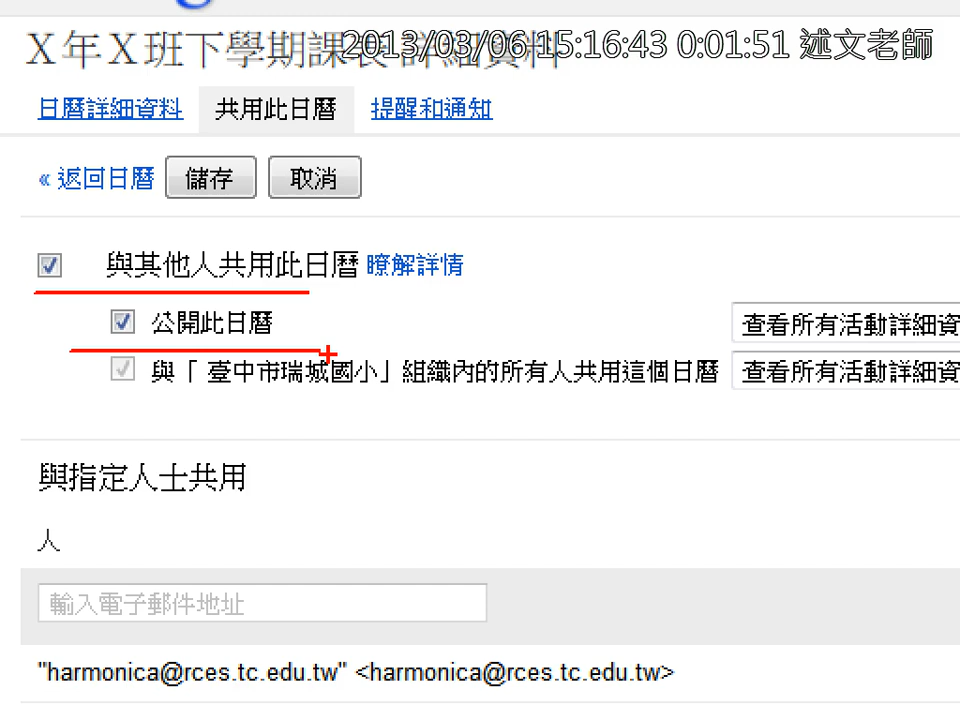 X年X班下學期課表 詳細資料
2013/03/06 15:16:43 0:01:51 述文老師
日曆詳細資料 共用此日曆 提醒和通知
« 返回日曆 儲存 取消
與其他人共用此日曆 瞭解詳情
公開此日曆 查看所有活動詳細資
與「 臺中市瑞城國小」組織內的所有人共用這個日曆 查看所有活動詳細資
與指定人士共用
人
輸入電子郵件地址
"harmonica@rces.tc.edu.tw" <harmonica@rces.tc.edu.tw>